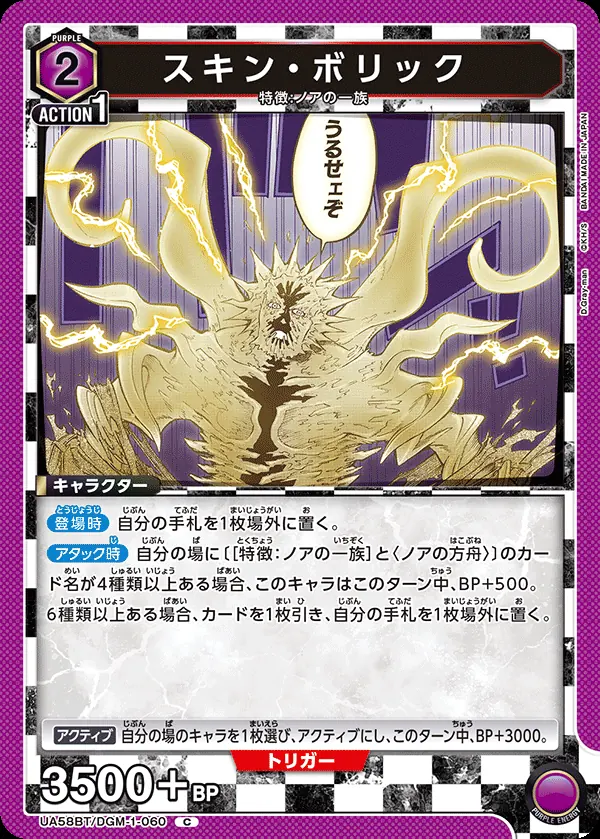 PURPLE
2
ACTION1
スキン・ボリック
特徴:ノアの一族
うるせェぞ
D.Gray-man ©KH/S BANDAI MADE IN JAPAN
キャラクター
登場時 自分の手札を1枚場外に置く。
アタック時 自分の場に〔[特徴:ノアの一族]と〈ノアの方舟〉〕のカー
ド名が4種類以上ある場合、このキャラはこのターン中、BP+500。
6種類以上ある場合、カードを1枚引き、自分の手札を1枚場外に置く。
アクティブ 自分の場のキャラを1枚選び、アクティブにし、このターン中、BP+3000。
トリガー
3500+BP
PURPLE ENERGY
UA58BT/DGM-1-060 C